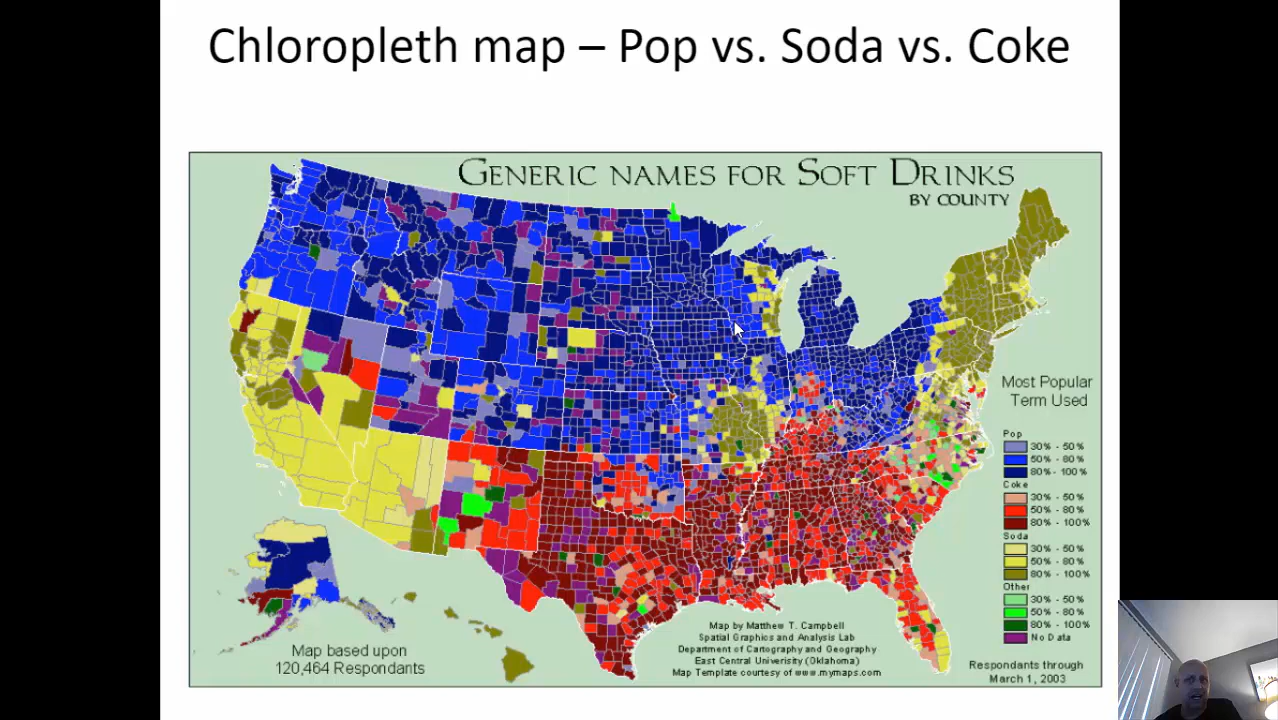 Chloropleth map – Pop vs. Soda vs. Coke
GENERIC NAMES FOR SOFT DRINKS
BY COUNTY
Most Popular
Term Used
Pop
30% - 50%
50% - 80%
80% - 100%
Coke
30% - 50%
50% - 80%
80% - 100%
Soda
30% - 50%
50% - 80%
80% - 100%
Other
30% - 50%
50% - 80%
80% - 100%
No Data
Map based upon
120,464 Respondants
Map by Matthew T. Campbell
Spatial Graphics and Analysis Lab
Department of Cartography and Geography
East Central Univerisity (Oklahoma)
Map Template courtesy of www.mymaps.com
Respondants through
March 1, 2003